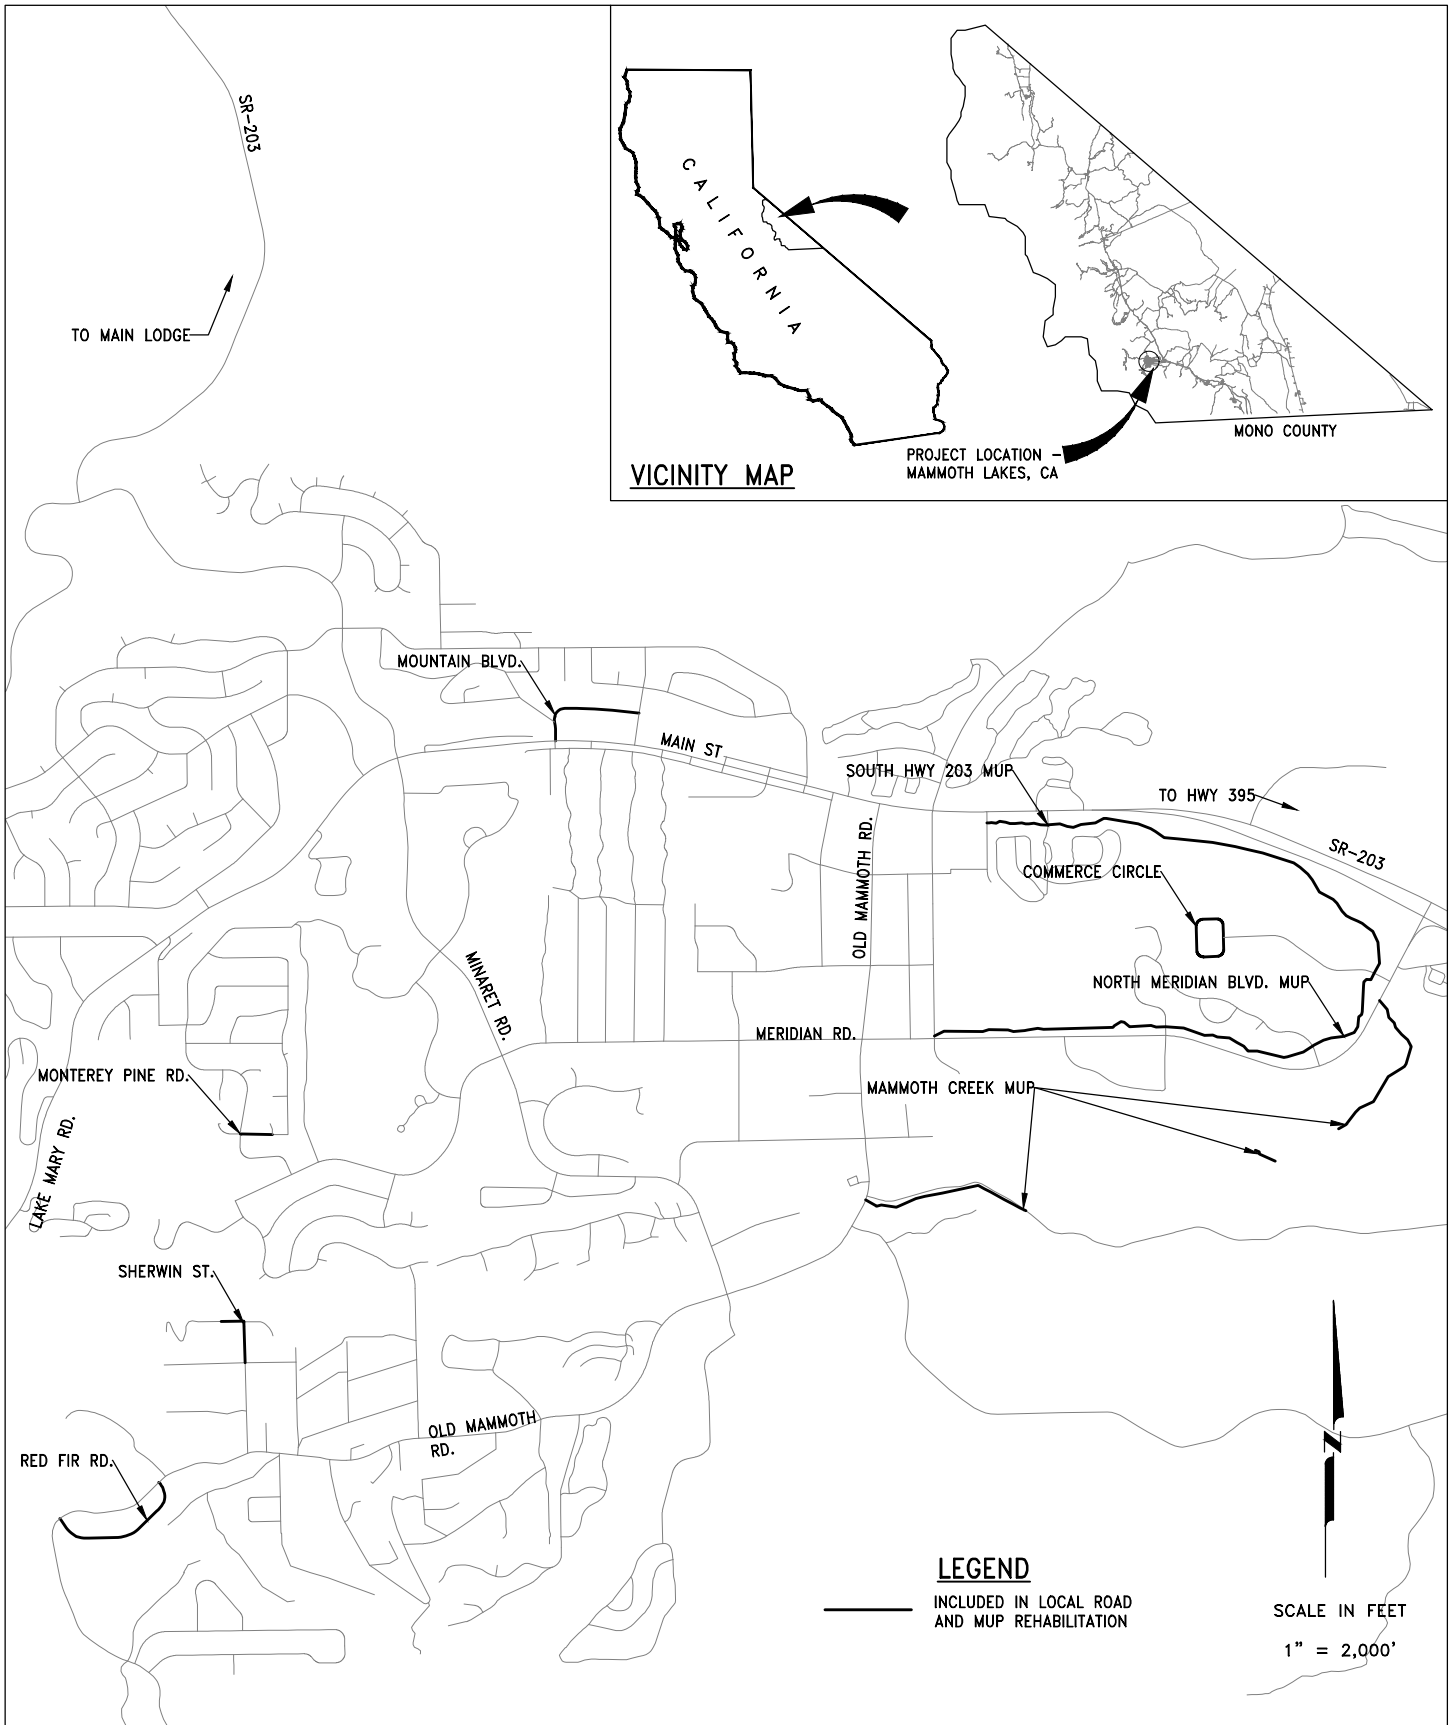 SR-203
TO MAIN LODGE
CALIFORNIA
MONO COUNTY
PROJECT LOCATION –
MAMMOTH LAKES, CA
VICINITY MAP
MOUNTAIN BLVD.
MAIN ST
SOUTH HWY 203 MUP
TO HWY 395
SR-203
OLD MAMMOTH RD.
COMMERCE CIRCLE
MINARET RD.
NORTH MERIDIAN BLVD. MUP
MERIDIAN RD.
MONTEREY PINE RD.
MAMMOTH CREEK MUP
LAKE MARY RD.
SHERWIN ST.
OLD MAMMOTH
RD.
RED FIR RD.
N
LEGEND
INCLUDED IN LOCAL ROAD
AND MUP REHABILITATION
SCALE IN FEET
1" = 2,000'